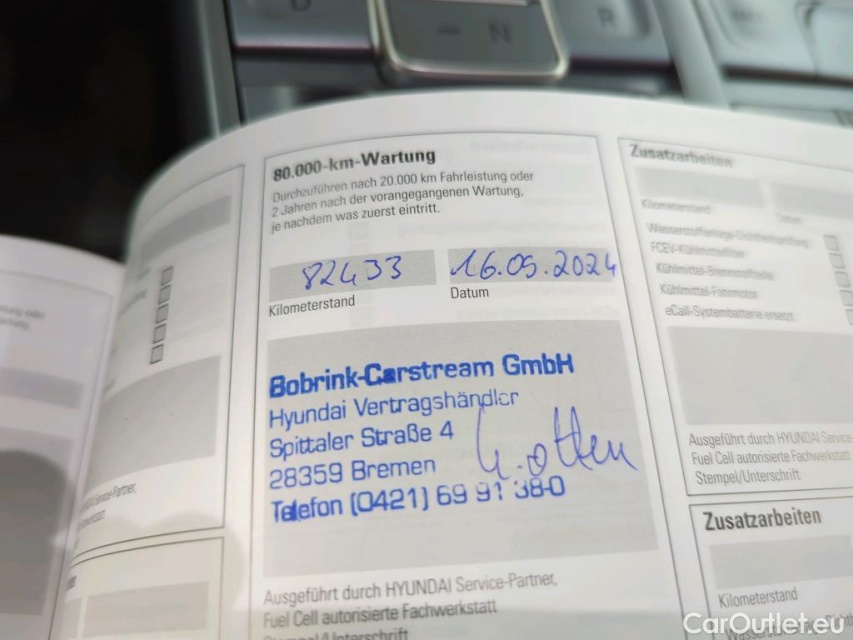 N
R
80.000-km-Wartung
Durchzuführen nach 20.000 km Fahrleistung oder
2 Jahren nach der vorangegangenen Wartung,
je nachdem was zuerst eintritt.
82433
16.09.2024
Kilometerstand
Datum
Bobrink-Carstream GmbH
Hyundai Vertragshändler
Spittaler Straße 4
28359 Bremen
Telefon (0421) 69 91 38-0
Ausgeführt durch HYUNDAI Service-Partner,
Fuel Cell autorisierte Fachwerkstatt
Stempel/Unterschrift
Zusatzarbeiten
Kilometerstand
Datum
FCEV-Kühlmittelfilter
Kühlmittel-Brennstoffzelle
Kühlmittel-Fahrmotor
eCall-Systembatterie ersetzt
Ausgeführt durch HYUNDAI Service-
Fuel Cell autorisierte Fachwerkstatt
Stempel/Unterschrift
Zusatzarbeiten
Kilometerstand
CarOutlet.eu